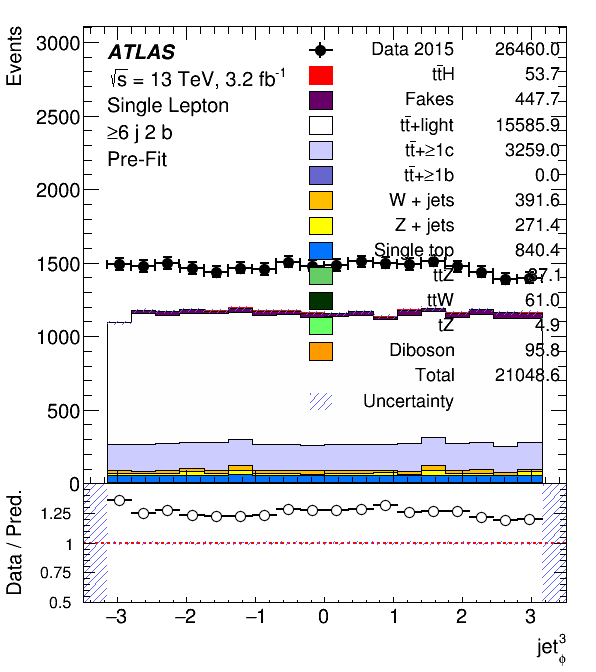 Events
3000
2500
2000
1500
1000
500
0
ATLAS
√s = 13 TeV, 3.2 fb⁻¹
Single Lepton
≥6 j 2 b
Pre-Fit
Data 2015 26460.0
tt̄H 53.7
Fakes 447.7
tt̄+light 15585.9
tt̄+≥1c 3259.0
tt̄+≥1b 0.0
W + jets 391.6
Z + jets 271.4
Single top 840.4
ttZ 87.1
ttW 61.0
tZ 4.9
Diboson 95.8
Total 21048.6
Uncertainty
Data / Pred.
1.25
1
0.75
0.5
−3 −2 −1 0 1 2 3
jet³ϕ